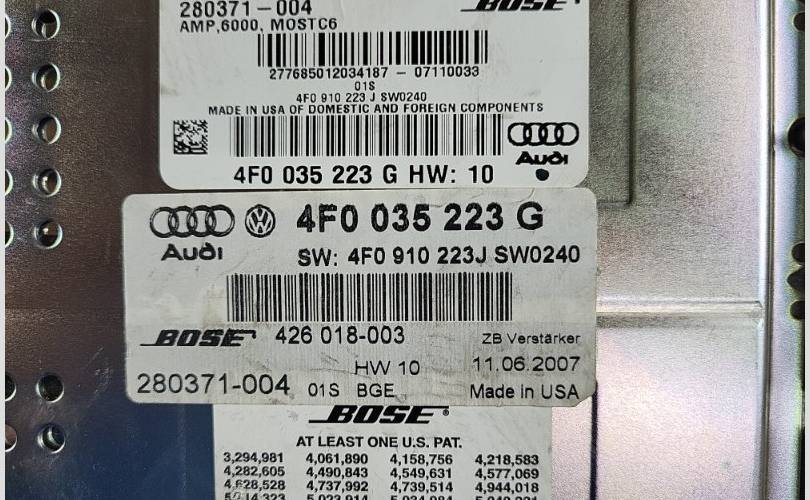 280371-004 BOSE
AMP,6000, MOSTC6
277685012034187 - 07110033
01S
4F0 910 223 J SW0240
MADE IN USA OF DOMESTIC AND FOREIGN COMPONENTS
Audi
4F0 035 223 G HW: 10
4F0 035 223 G
Audi
SW: 4F0 910 223J SW0240
BOSE 426 018-003 ZB Verstärker
HW 10 11.06.2007
280371-004 01S BGE Made in USA
BOSE®
AT LEAST ONE U.S. PAT.
3,294,981 4,061,890 4,158,756 4,218,583
4,282,605 4,490,843 4,549,631 4,577,069
4,628,528 4,737,992 4,739,514 4,944,018